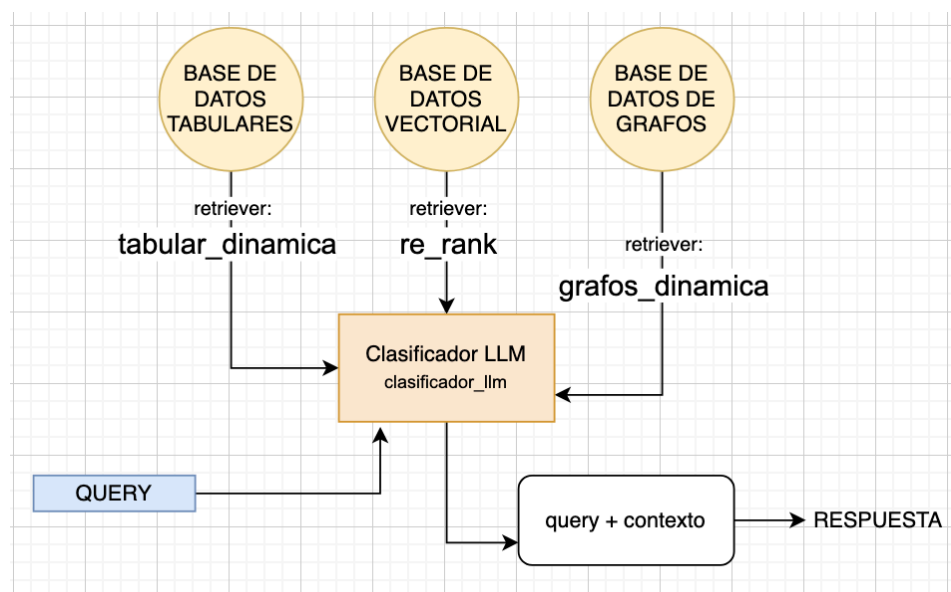 BASE DE
DATOS
TABULARES
BASE DE
DATOS
VECTORIAL
BASE DE
DATOS DE
GRAFOS
retriever:
tabular_dinamica
retriever:
re_rank
retriever:
grafos_dinamica
Clasificador LLM
clasificador_llm
QUERY
query + contexto
RESPUESTA